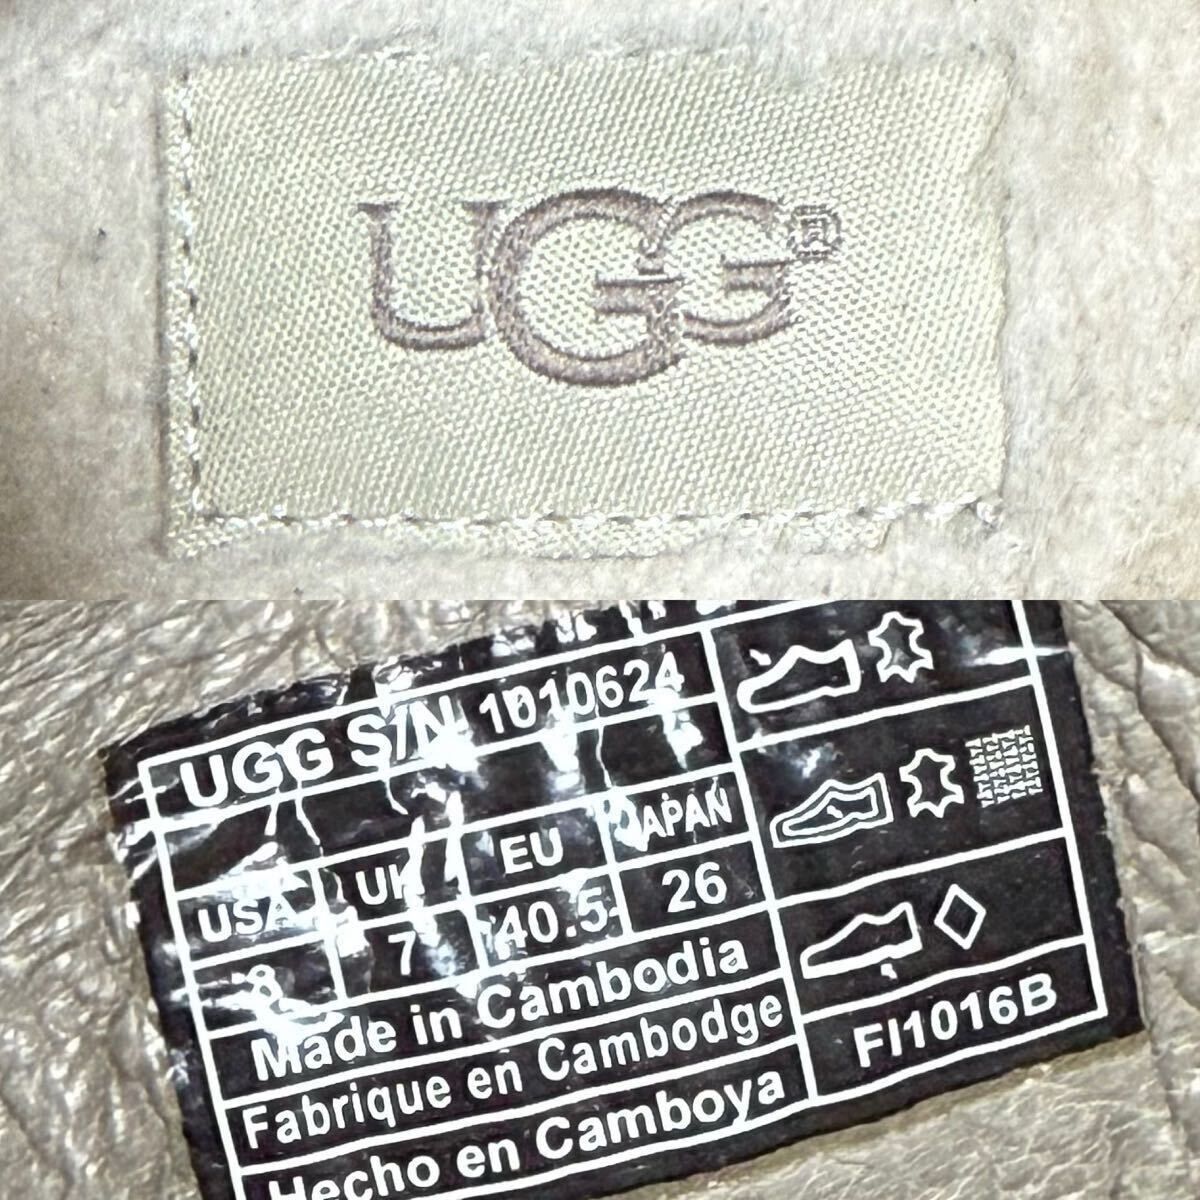 UGG®
UGG S/N 1010624
USA UK EU JAPAN
8 7 40.5 26
Made in Cambodia
Fabrique en Cambodge
Hecho en Camboya
FI1016B